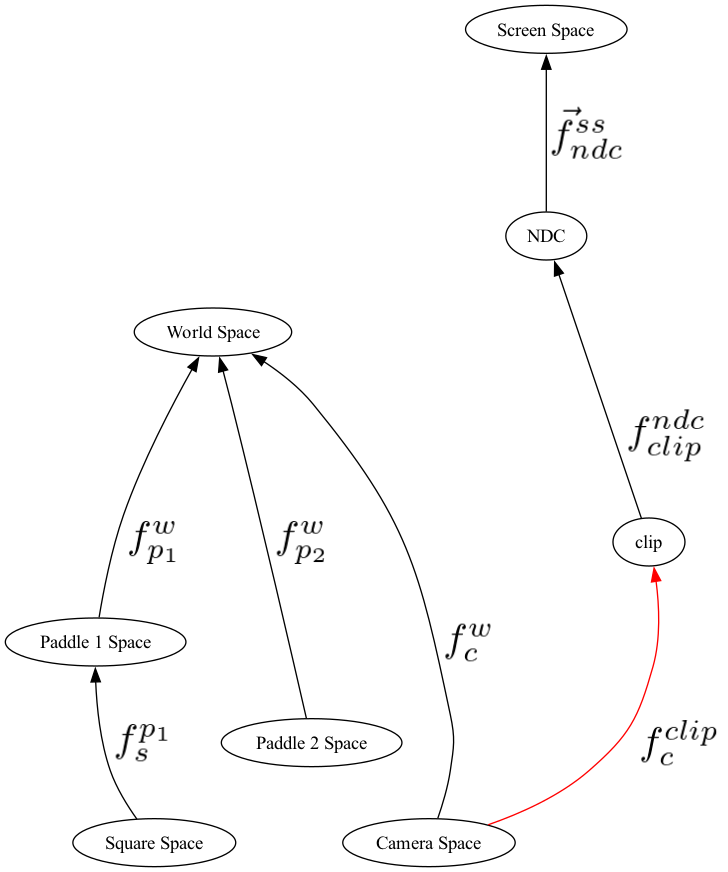 Screen Space
\vec{f}_{ndc}^{ss}
NDC
World Space
f_{clip}^{ndc}
f_{p_1}^{w}
f_{p_2}^{w}
clip
Paddle 1 Space
f_{c}^{w}
f_{s}^{p_1}
Paddle 2 Space
f_{c}^{clip}
Square Space
Camera Space